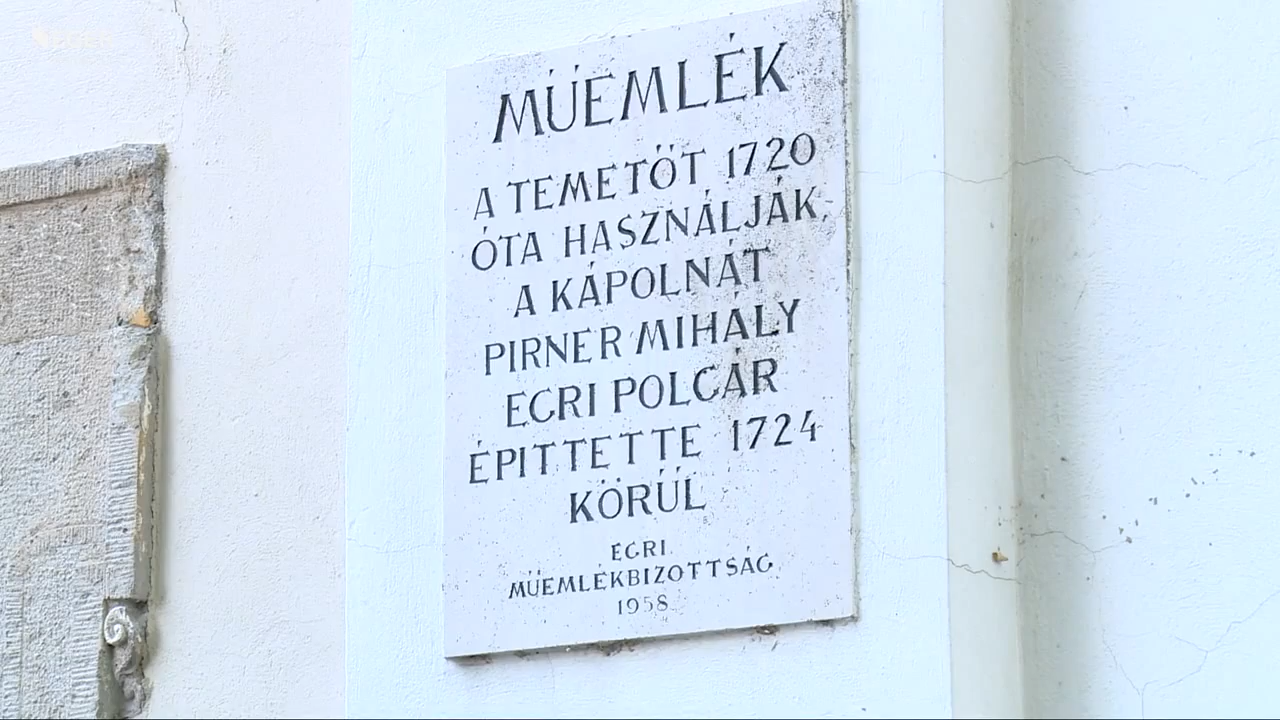 MŰEMLÉK
A TEMETŐT 1720
ÓTA HASZNÁLJÁK,
A KÁPOLNÁT
PIRNER MIHÁLY
EGRI POLGÁR
ÉPITTETTE 1724
KÖRÜL
EGRI
MŰEMLÉKBIZOTTSÁG
1958